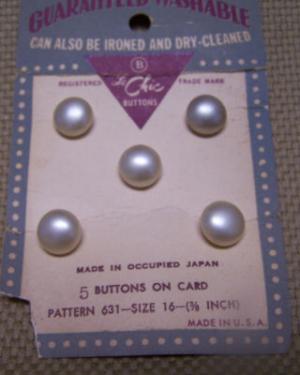 GUARANTEED WASHABLE
CAN ALSO BE IRONED AND DRY-CLEANED
B
REGISTERED TRADE MARK
Le Chic
BUTTONS
MADE IN OCCUPIED JAPAN
5 BUTTONS ON CARD
PATTERN 631—SIZE 16—(⅜ INCH)
MADE IN U.S.A.